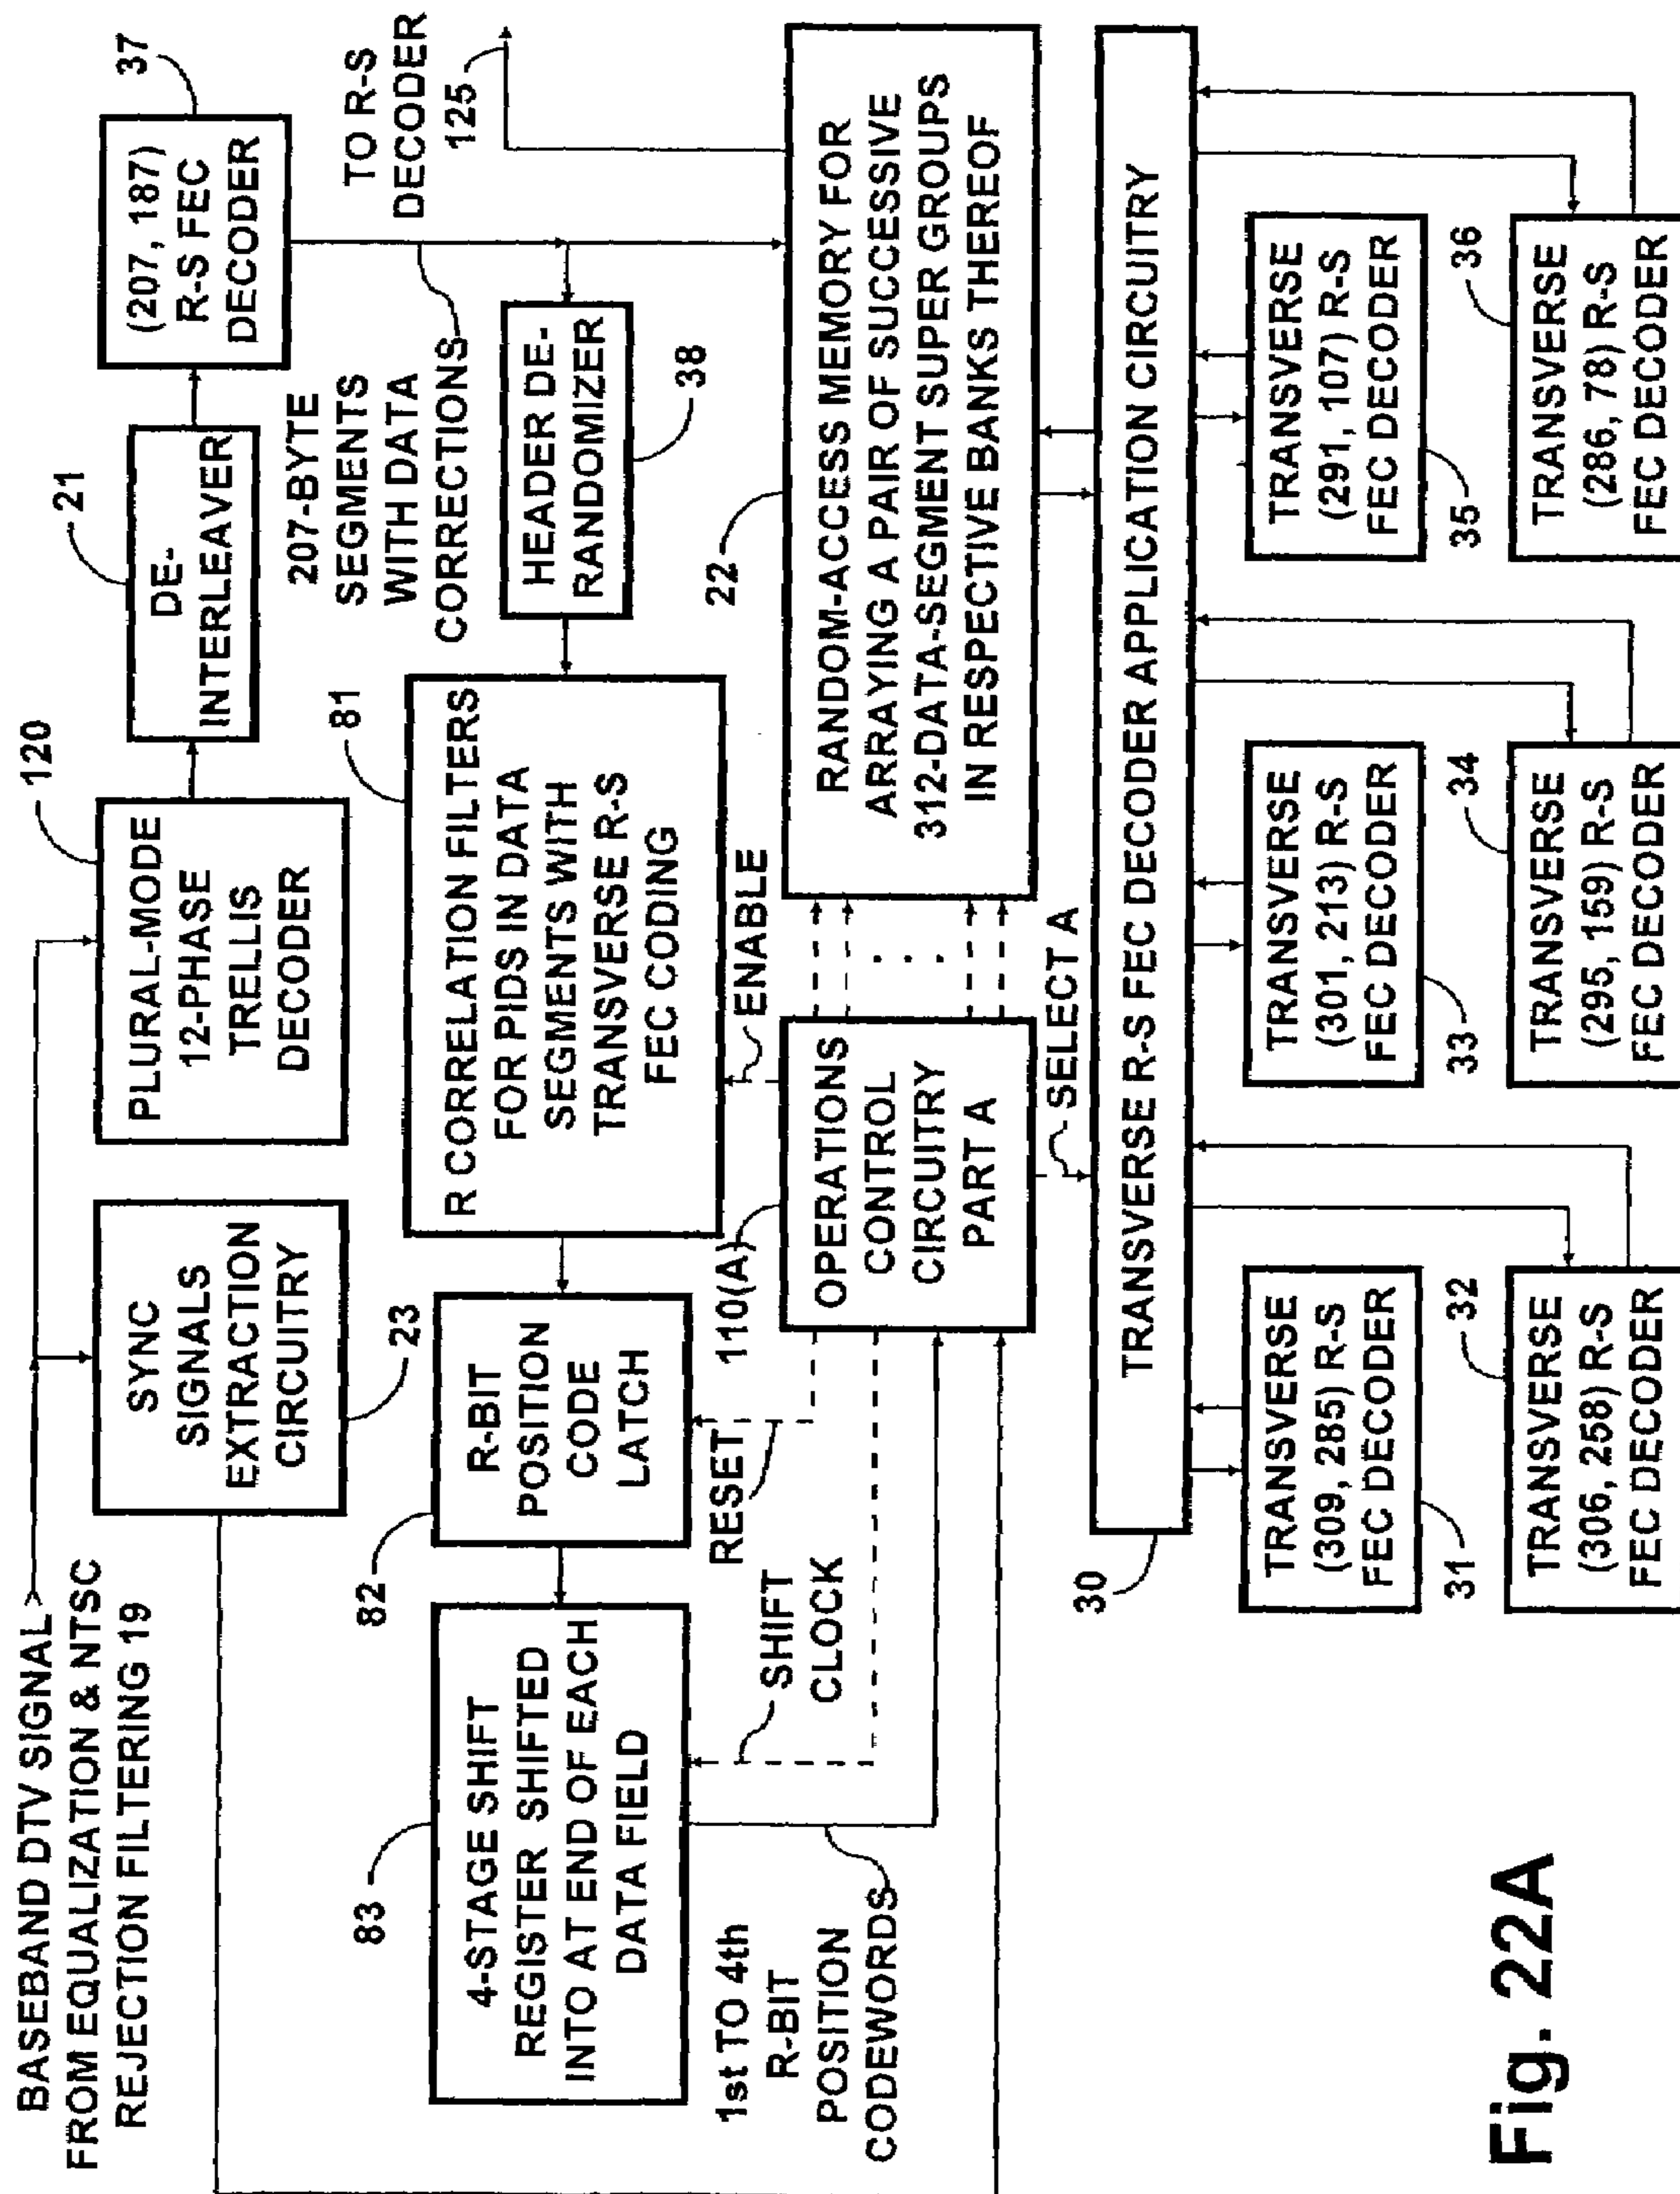 BASEBAND DTV SIGNAL
FROM EQUALIZATION & NTSC
REJECTION FILTERING 19
SYNC
SIGNALS
EXTRACTION
CIRCUITRY
23
PLURAL-MODE
12-PHASE
TRELLIS
DECODER
120
DE-
INTERLEAVER
21
(207, 187)
R-S FEC
DECODER
37
207-BYTE
SEGMENTS
WITH DATA
CORRECTIONS
TO R-S
DECODER
125
HEADER DE-
RANDOMIZER
38
R CORRELATION FILTERS
FOR PIDS IN DATA
SEGMENTS WITH
TRANSVERSE R-S
FEC CODING
81
R-BIT
POSITION
CODE
LATCH
82
4-STAGE SHIFT
REGISTER SHIFTED
INTO AT END OF EACH
DATA FIELD
83
1st TO 4th
R-BIT
POSITION
CODEWORDS
SHIFT
CLOCK
RESET
110(A)
ENABLE
OPERATIONS
CONTROL
CIRCUITRY
PART A
SELECT A
22
RANDOM-ACCESS MEMORY FOR
ARRAYING A PAIR OF SUCCESSIVE
312-DATA-SEGMENT SUPER GROUPS
IN RESPECTIVE BANKS THEREOF
30
TRANSVERSE R-S FEC DECODER APPLICATION CIRCUITRY
TRANSVERSE
(309, 285) R-S
FEC DECODER
31
TRANSVERSE
(306, 258) R-S
FEC DECODER
32
TRANSVERSE
(301, 213) R-S
FEC DECODER
33
TRANSVERSE
(295, 159) R-S
FEC DECODER
34
TRANSVERSE
(291, 107) R-S
FEC DECODER
35
TRANSVERSE
(286, 78) R-S
FEC DECODER
36
Fig. 22A